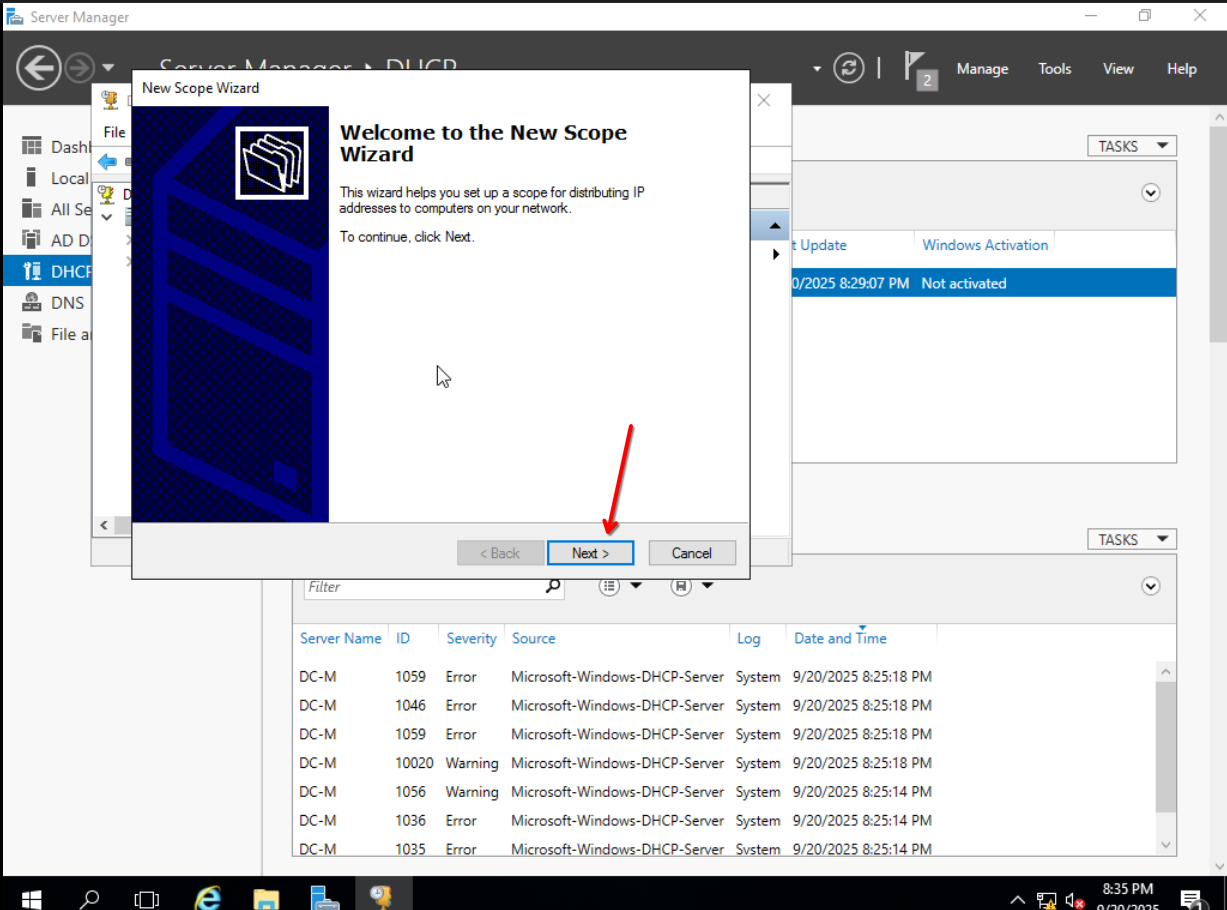 Server Manager
Server Manager • DHCP
2
Manage
Tools
View
Help
New Scope Wizard
File
Welcome to the New Scope
Wizard
This wizard helps you set up a scope for distributing IP
addresses to computers on your network.
To continue, click Next.
< Back
Next >
Cancel
Dash
Local
All Se
AD D
DHCP
DNS
File a
D
TASKS
t Update
Windows Activation
0/2025 8:29:07 PM
Not activated
TASKS
Filter
Server Name
ID
Severity
Source
Log
Date and Time
DC-M 1059 Error Microsoft-Windows-DHCP-Server System 9/20/2025 8:25:18 PM
DC-M 1046 Error Microsoft-Windows-DHCP-Server System 9/20/2025 8:25:18 PM
DC-M 1059 Error Microsoft-Windows-DHCP-Server System 9/20/2025 8:25:18 PM
DC-M 10020 Warning Microsoft-Windows-DHCP-Server System 9/20/2025 8:25:18 PM
DC-M 1056 Warning Microsoft-Windows-DHCP-Server System 9/20/2025 8:25:14 PM
DC-M 1036 Error Microsoft-Windows-DHCP-Server System 9/20/2025 8:25:14 PM
DC-M 1035 Error Microsoft-Windows-DHCP-Server System 9/20/2025 8:25:14 PM
8:35 PM
9/20/2025
1